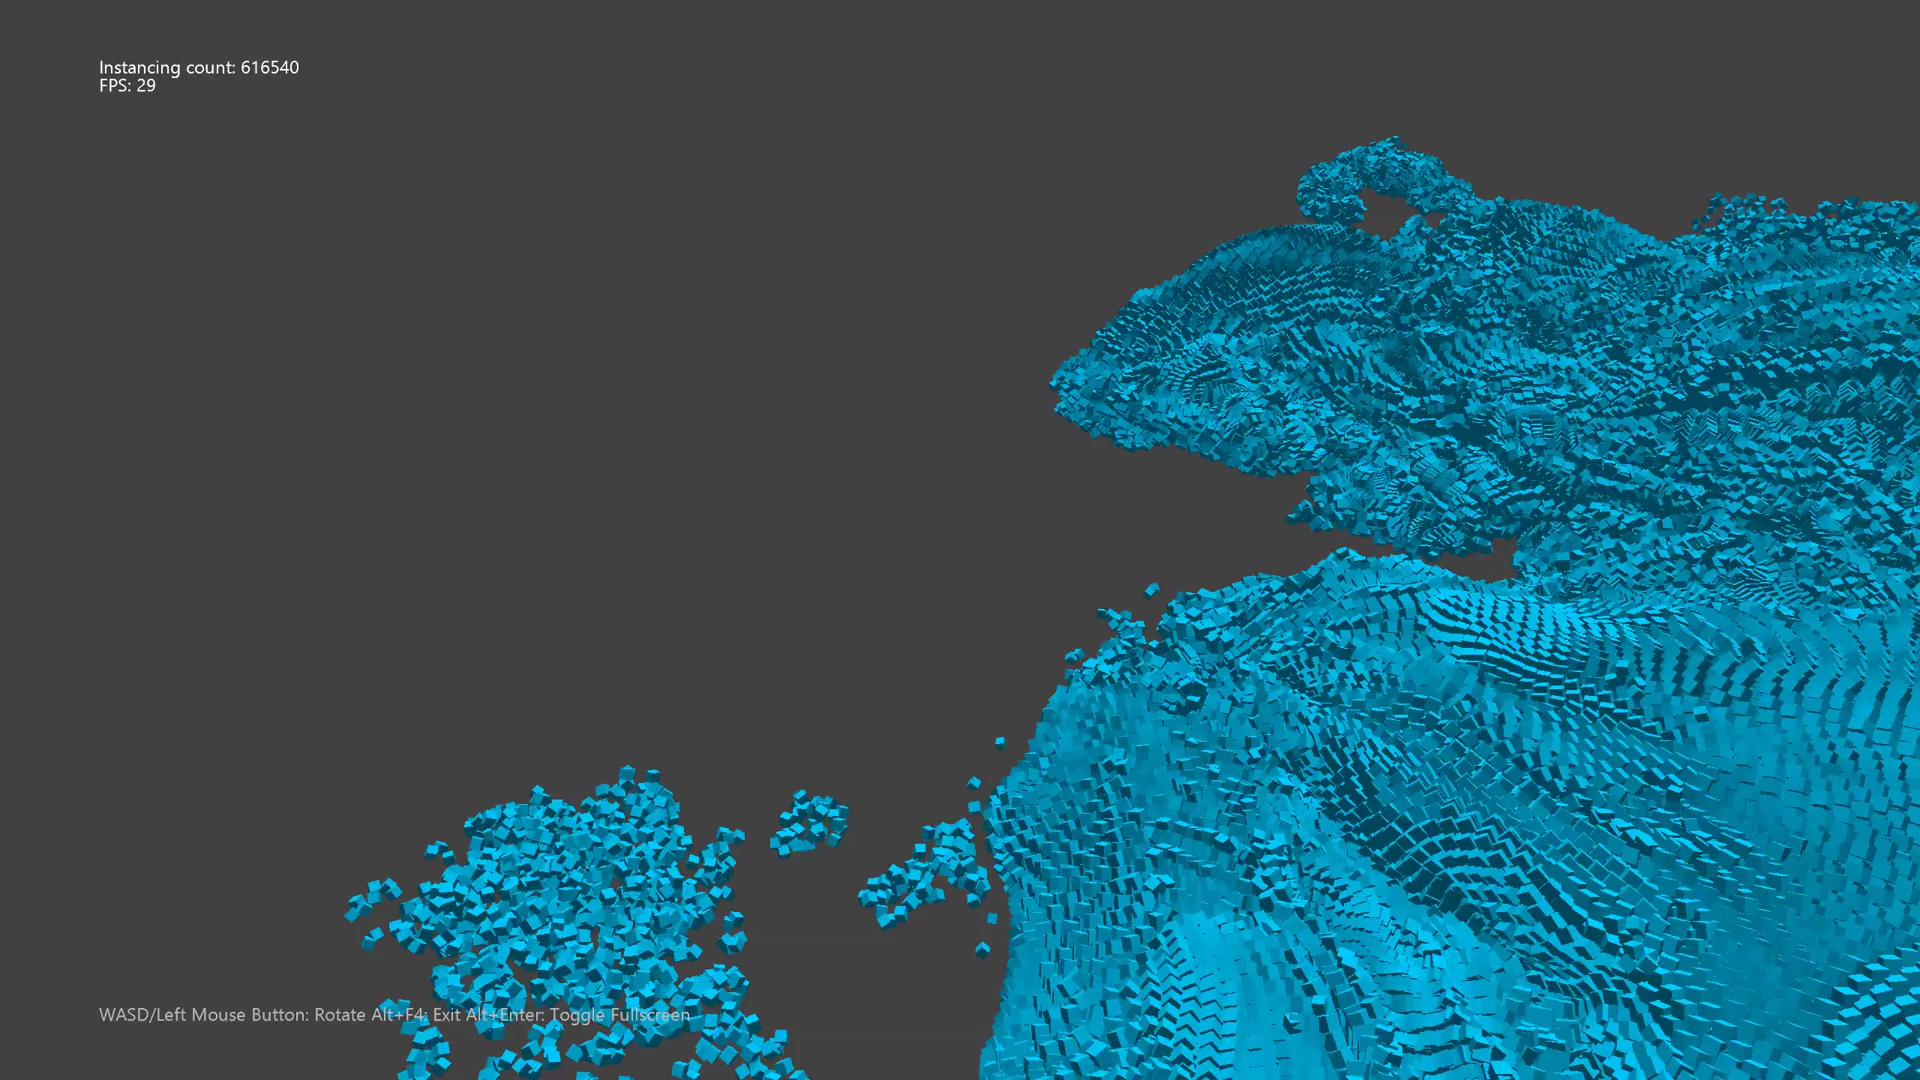 Instancing count: 616540
FPS: 29
WASD/Left Mouse Button: Rotate Alt+F4: Exit Alt+Enter: Toggle Fullscreen